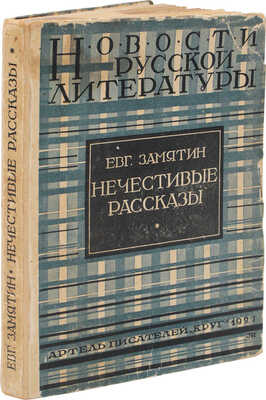 НОВОСТИ
РУССКОЙ
ЛИТЕРАТУРЫ
ЕВГ. ЗАМЯТИН
НЕЧЕСТИВЫЕ
РАССКАЗЫ
АРТЕЛЬ ПИСАТЕЛЕЙ „КРУГ" 1927
ЕВГ. ЗАМЯТИН • НЕЧЕСТИВЫЕ РАССКАЗЫ •